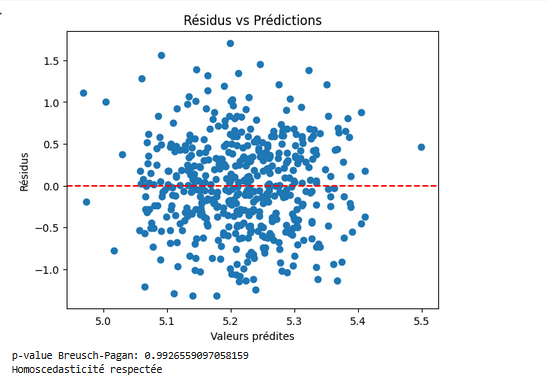 Résidus vs Prédictions
1.5
1.0
0.5
0.0
−0.5
−1.0
Résidus
5.0 5.1 5.2 5.3 5.4 5.5
Valeurs prédites
p-value Breusch-Pagan: 0.9926559097058159
Homoscedasticité respectée